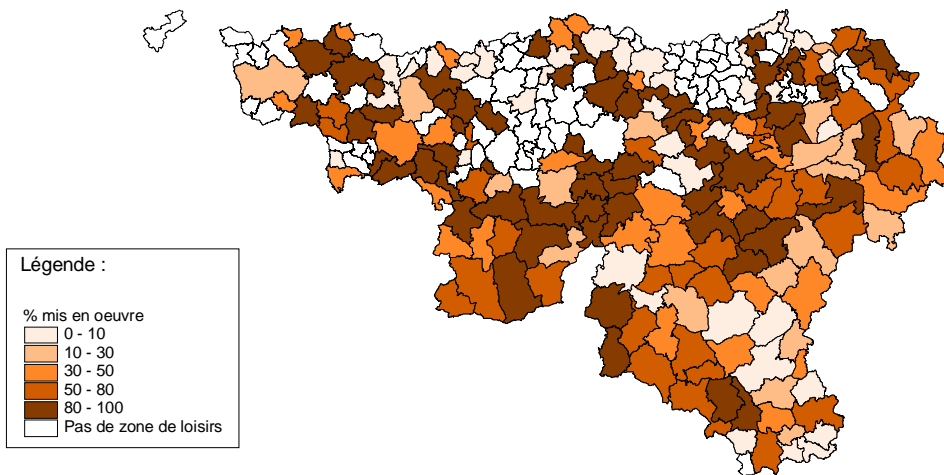 Légende :
% mis en oeuvre
0 - 10
10 - 30
30 - 50
50 - 80
80 - 100
Pas de zone de loisirs